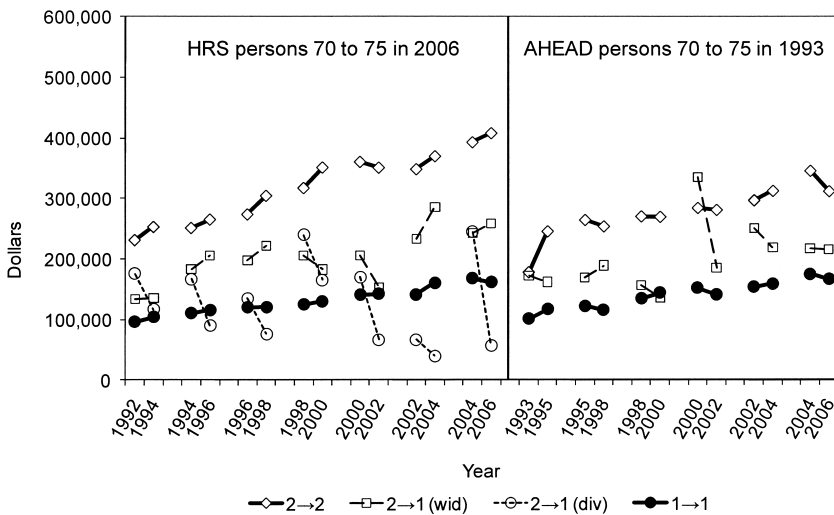 600,000
HRS persons 70 to 75 in 2006
AHEAD persons 70 to 75 in 1993
500,000
400,000
300,000
200,000
100,000
0
Dollars
1992 1994 1994 1996 1996 1998 1998 2000 2000 2002 2002 2004 2004 2006 1993 1995 1995 1998 1998 2000 2000 2002 2002 2004 2004 2006
Year
2→2 2→1 (wid) 2→1 (div) 1→1